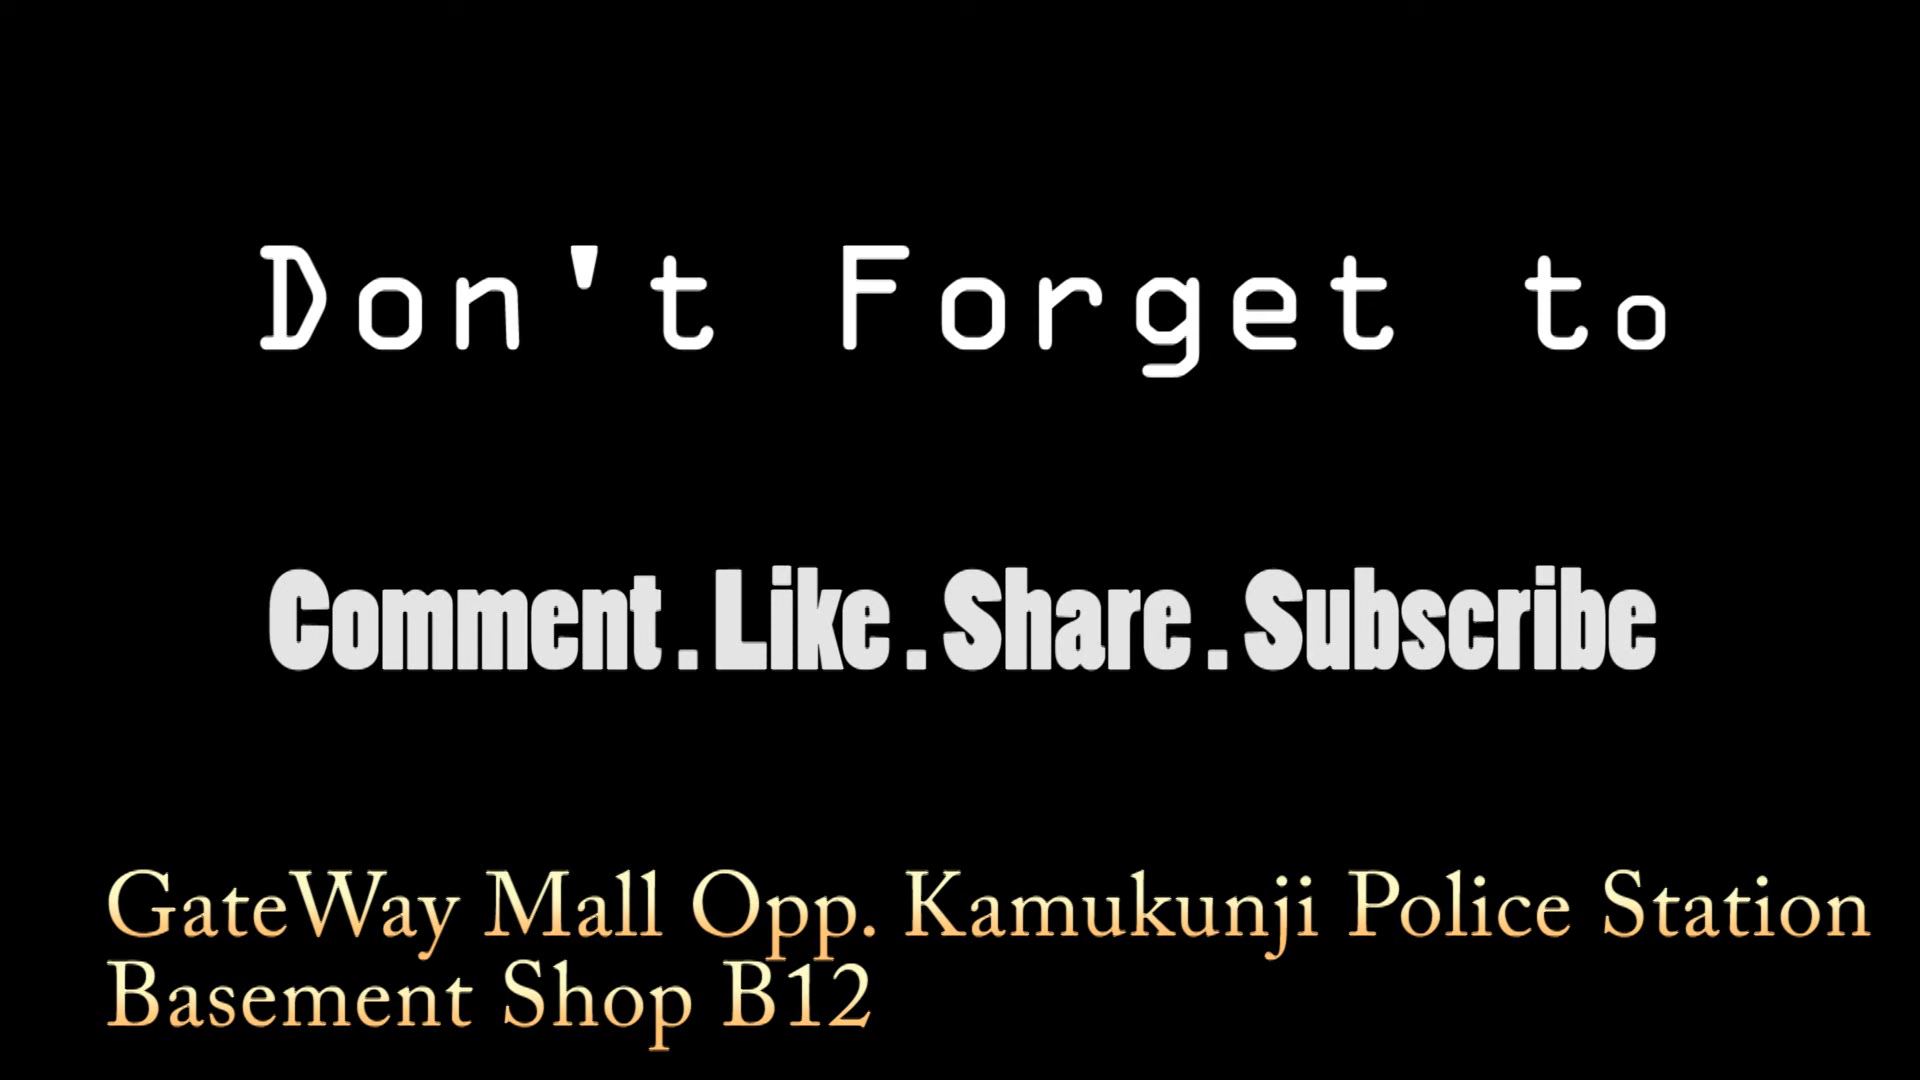 Don't Forget to
Comment . Like . Share . Subscribe
GateWay Mall Opp. Kamukunji Police Station
Basement Shop B12